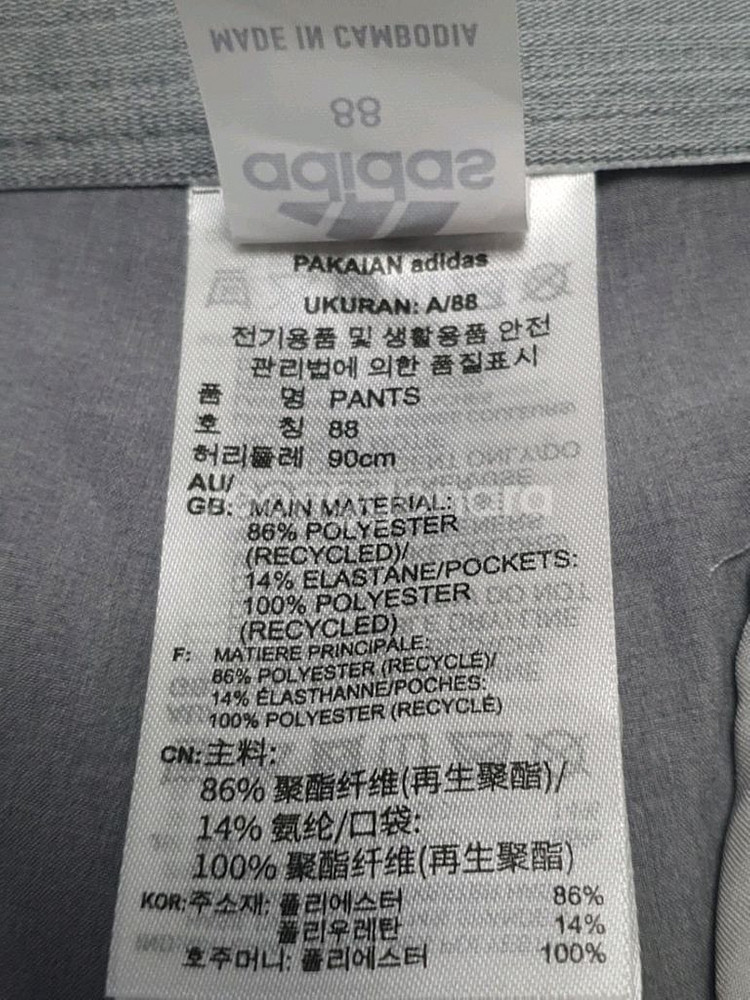 MADE IN CAMBODIA
88
adidas
PAKAIAN adidas
UKURAN: A/88
전기용품 및 생활용품 안전
관리법에 의한 품질표시
품 명 PANTS
호 칭 88
허리둘레 90cm
AU/
GB: MAIN MATERIAL:
86% POLYESTER
(RECYCLED)/
14% ELASTANE/POCKETS:
100% POLYESTER
(RECYCLED)
F: MATIERE PRINCIPALE:
86% POLYESTER (RECYCLÉ)/
14% ÉLASTHANNE/POCHES:
100% POLYESTER (RECYCLÉ)
CN:主料:
86% 聚酯纤维(再生聚酯)/
14% 氨纶/口袋:
100% 聚酯纤维(再生聚酯)
KOR:주소재: 폴리에스터 86%
폴리우레탄 14%
호주머니: 폴리에스터 100%